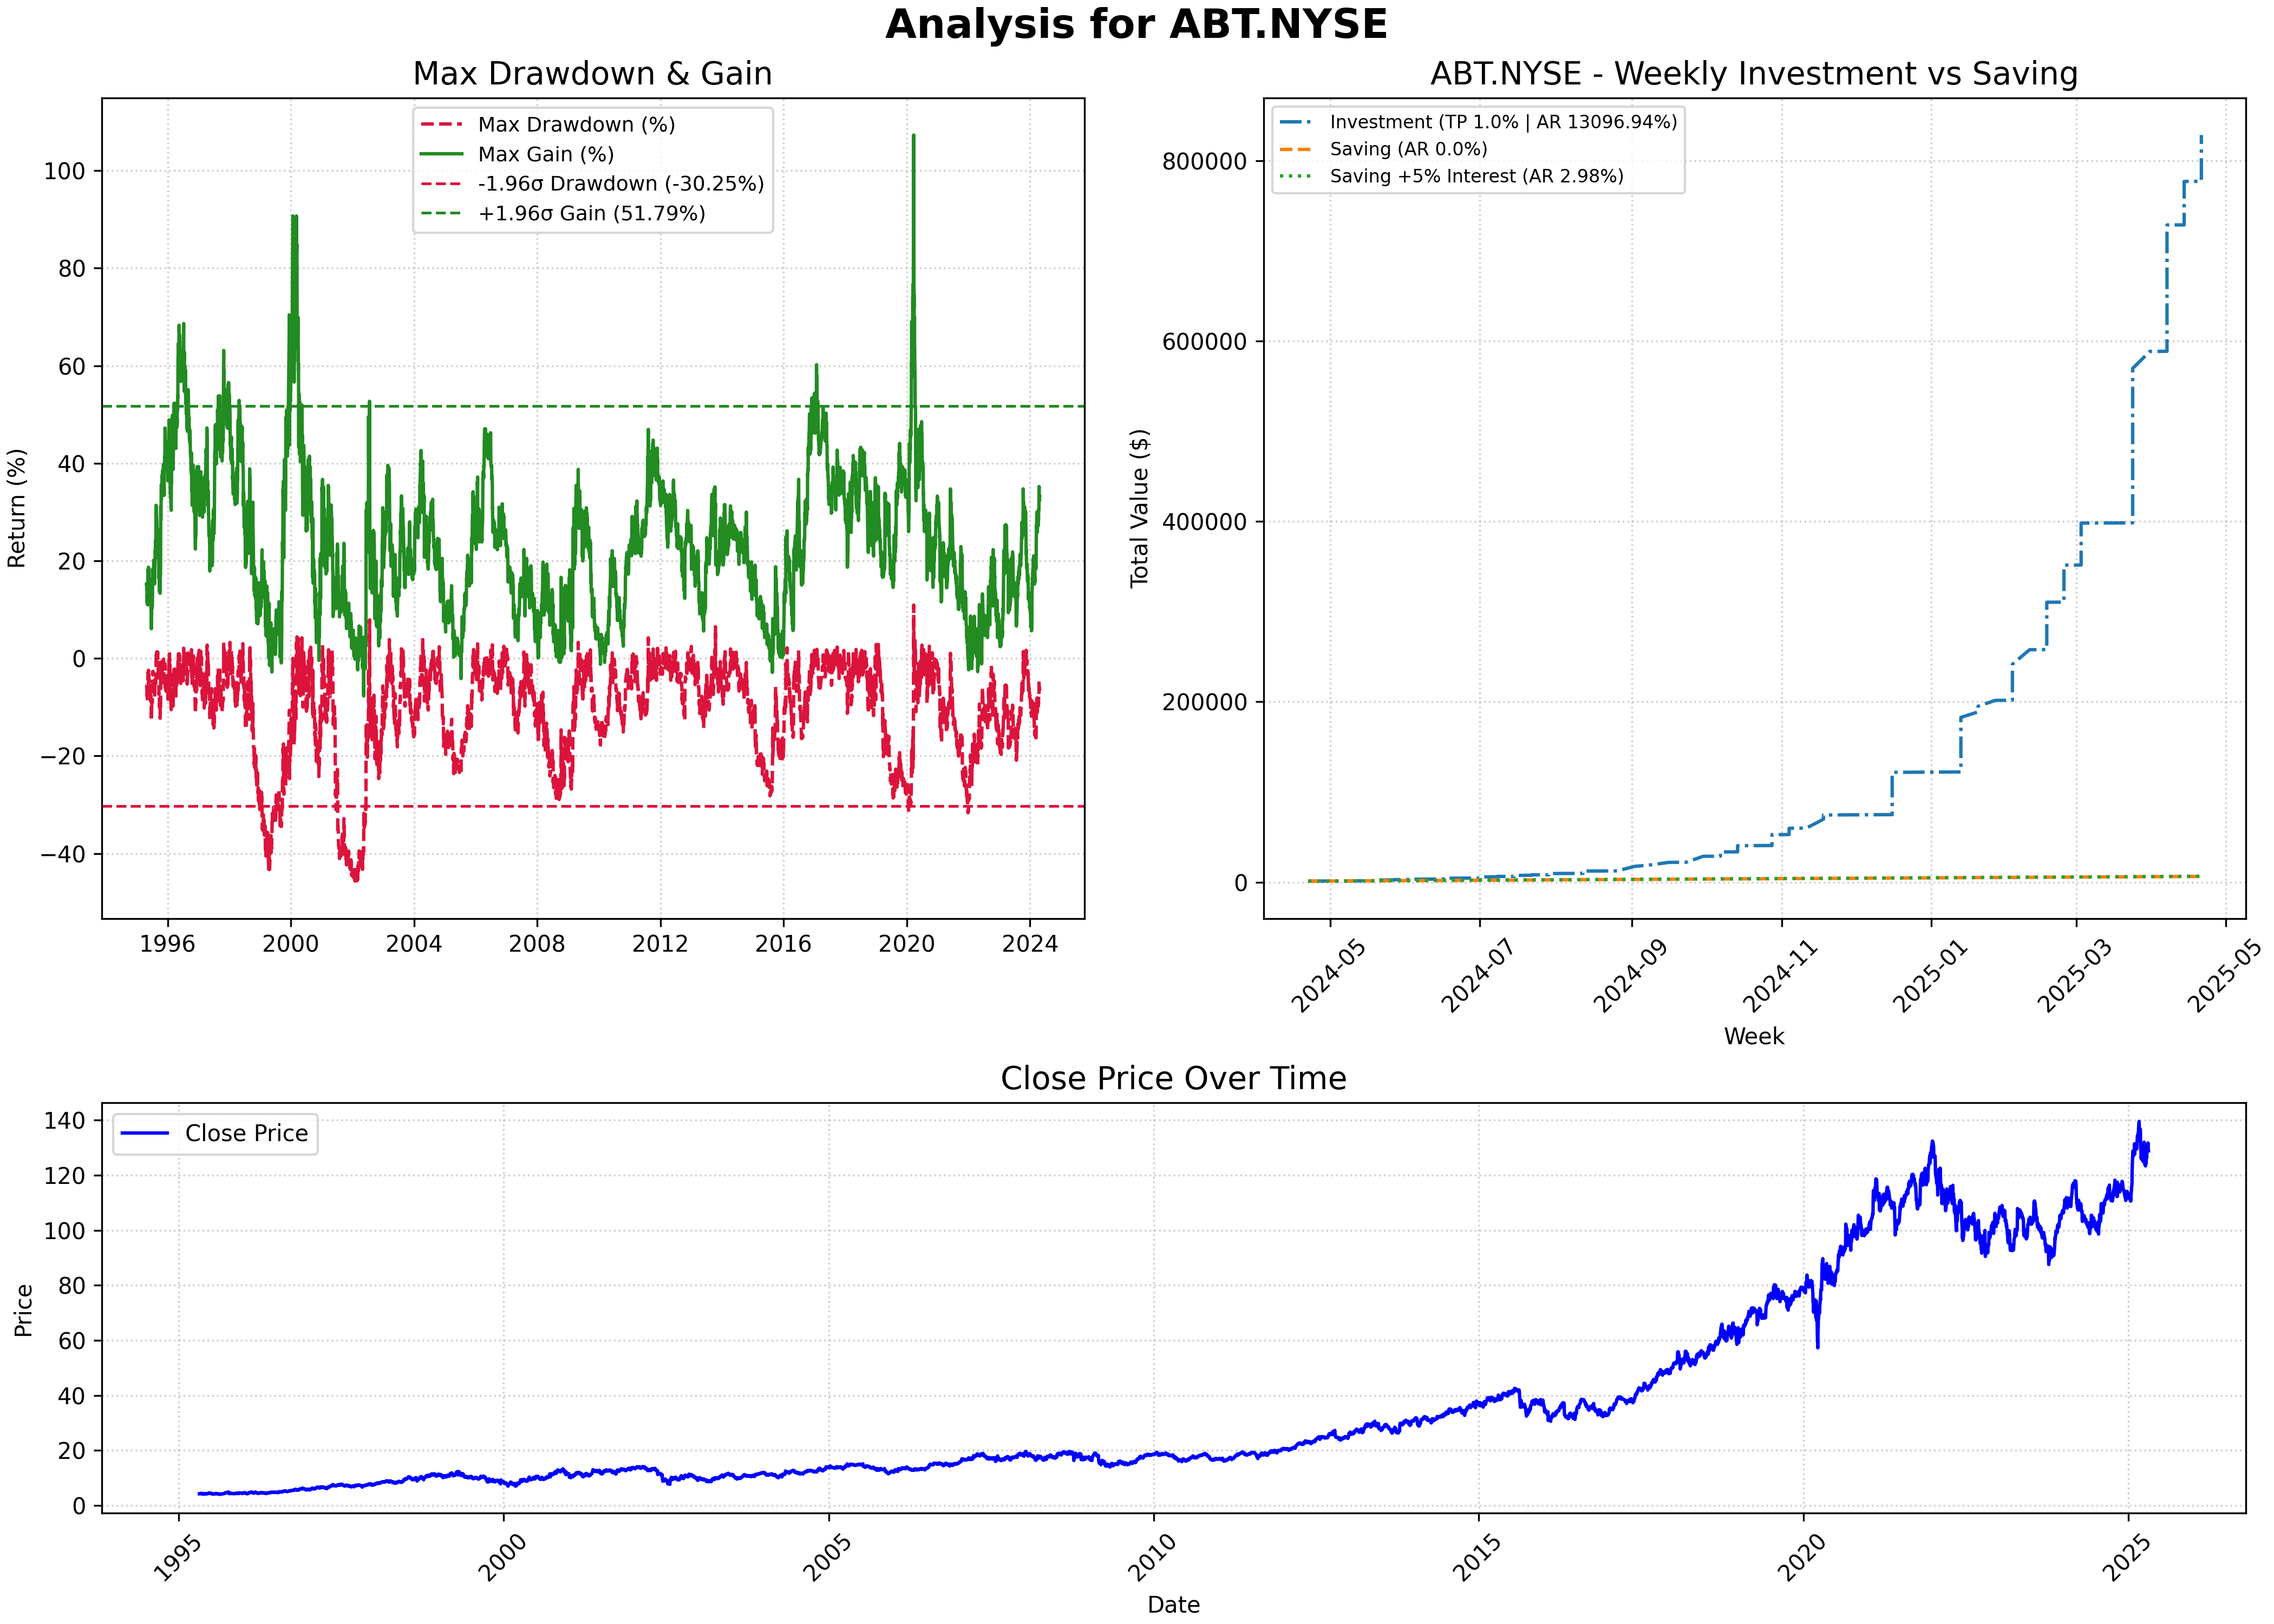 Analysis for ABT.NYSE
Max Drawdown & Gain
Max Drawdown (%)
Max Gain (%)
-1.96σ Drawdown (-30.25%)
+1.96σ Gain (51.79%)
Return (%)
100
80
60
40
20
0
−20
−40
1996 2000 2004 2008 2012 2016 2020 2024
ABT.NYSE - Weekly Investment vs Saving
Investment (TP 1.0% | AR 13096.94%)
Saving (AR 0.0%)
Saving +5% Interest (AR 2.98%)
Total Value ($)
800000
600000
400000
200000
0
2024-05 2024-07 2024-09 2024-11 2025-01 2025-03 2025-05
Week
Close Price Over Time
Close Price
Price
140
120
100
80
60
40
20
0
1995 2000 2005 2010 2015 2020 2025
Date